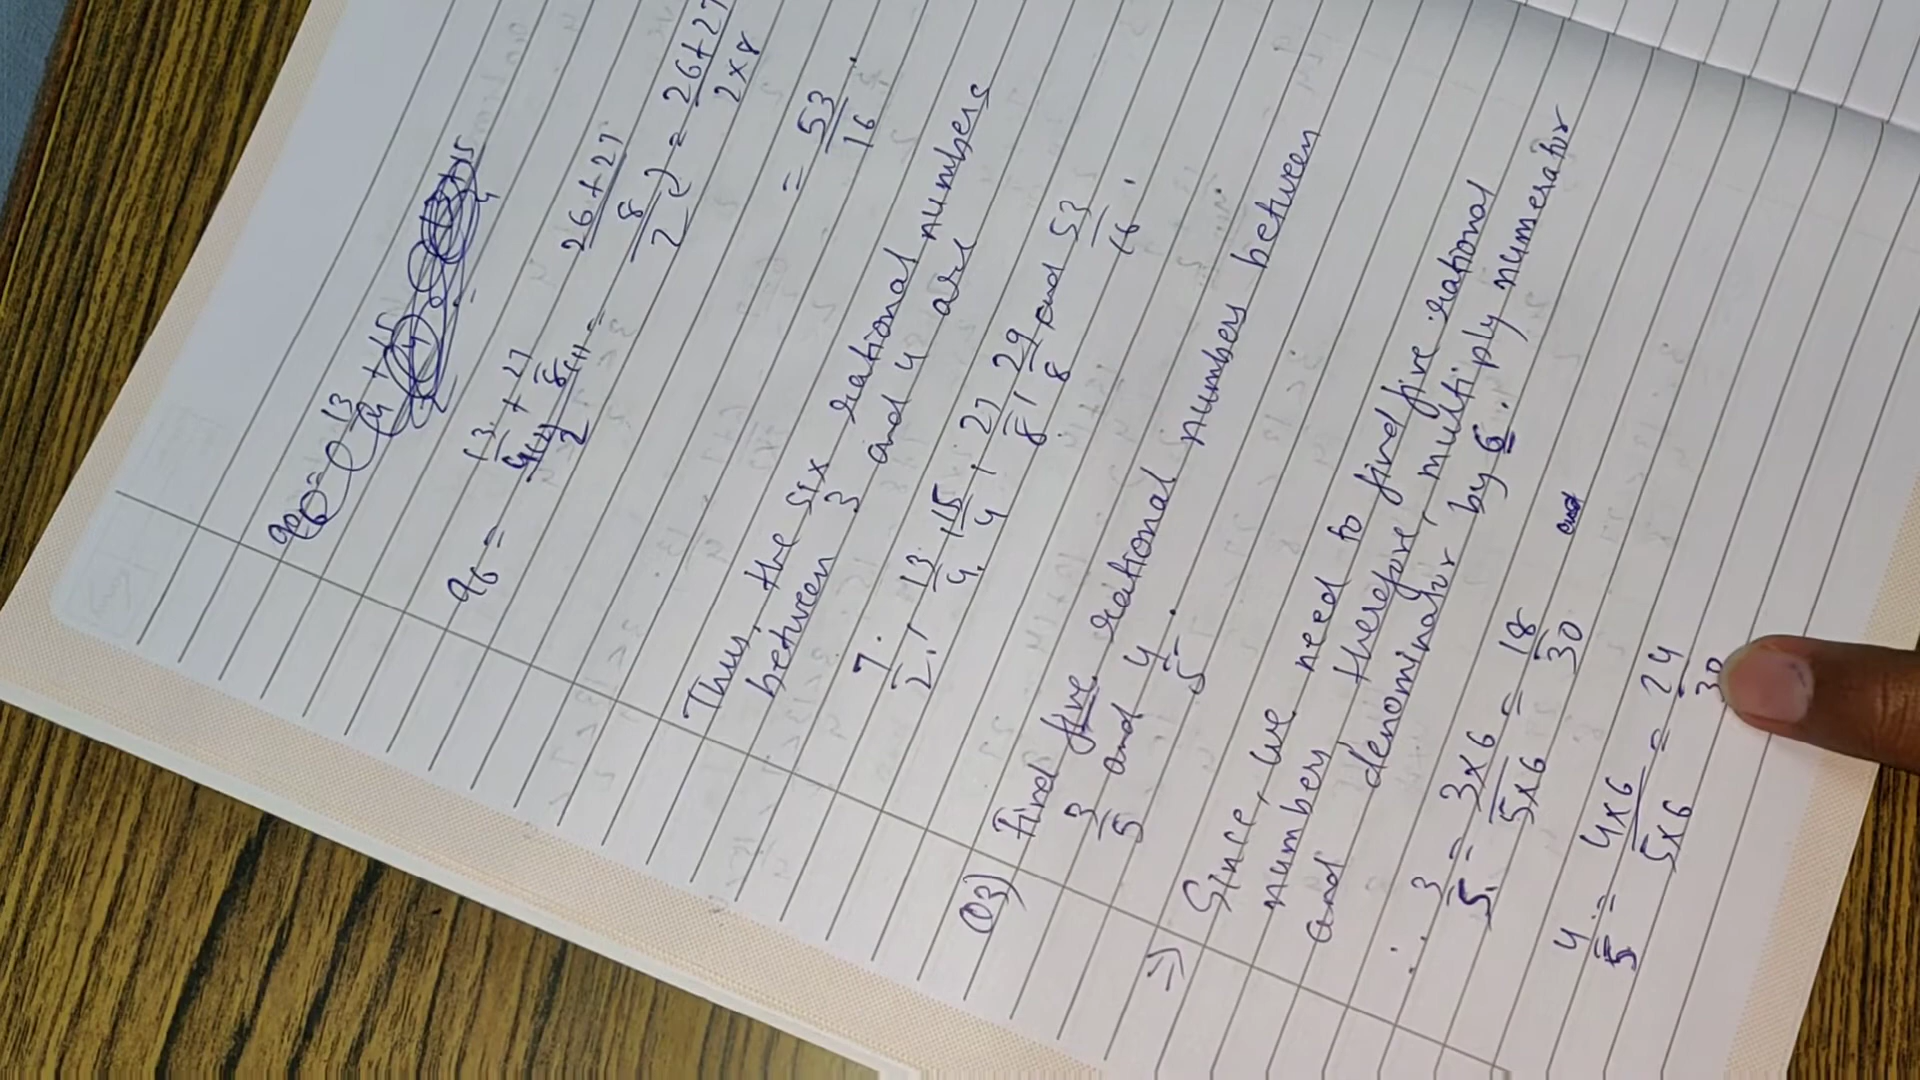 q6 = 13/4 + 27/8 / 2 = 26+27/8 / 2 = 26+27/2×8
= 53/16.
Thus, the six rational numbers
between 3 and 4 are
7/2, 13/4, 15/4, 27/8, 29/8 and 53/16.
Q3) Find five rational numbers between
3/5 and 4/5.
=> Since, we need to find five rational
numbers, therefore, multiply numerator
and denominator by 6.
∴ 3/5 = 3×6/5×6 = 18/30 and
4/5 = 4×6/5×6 = 24/30